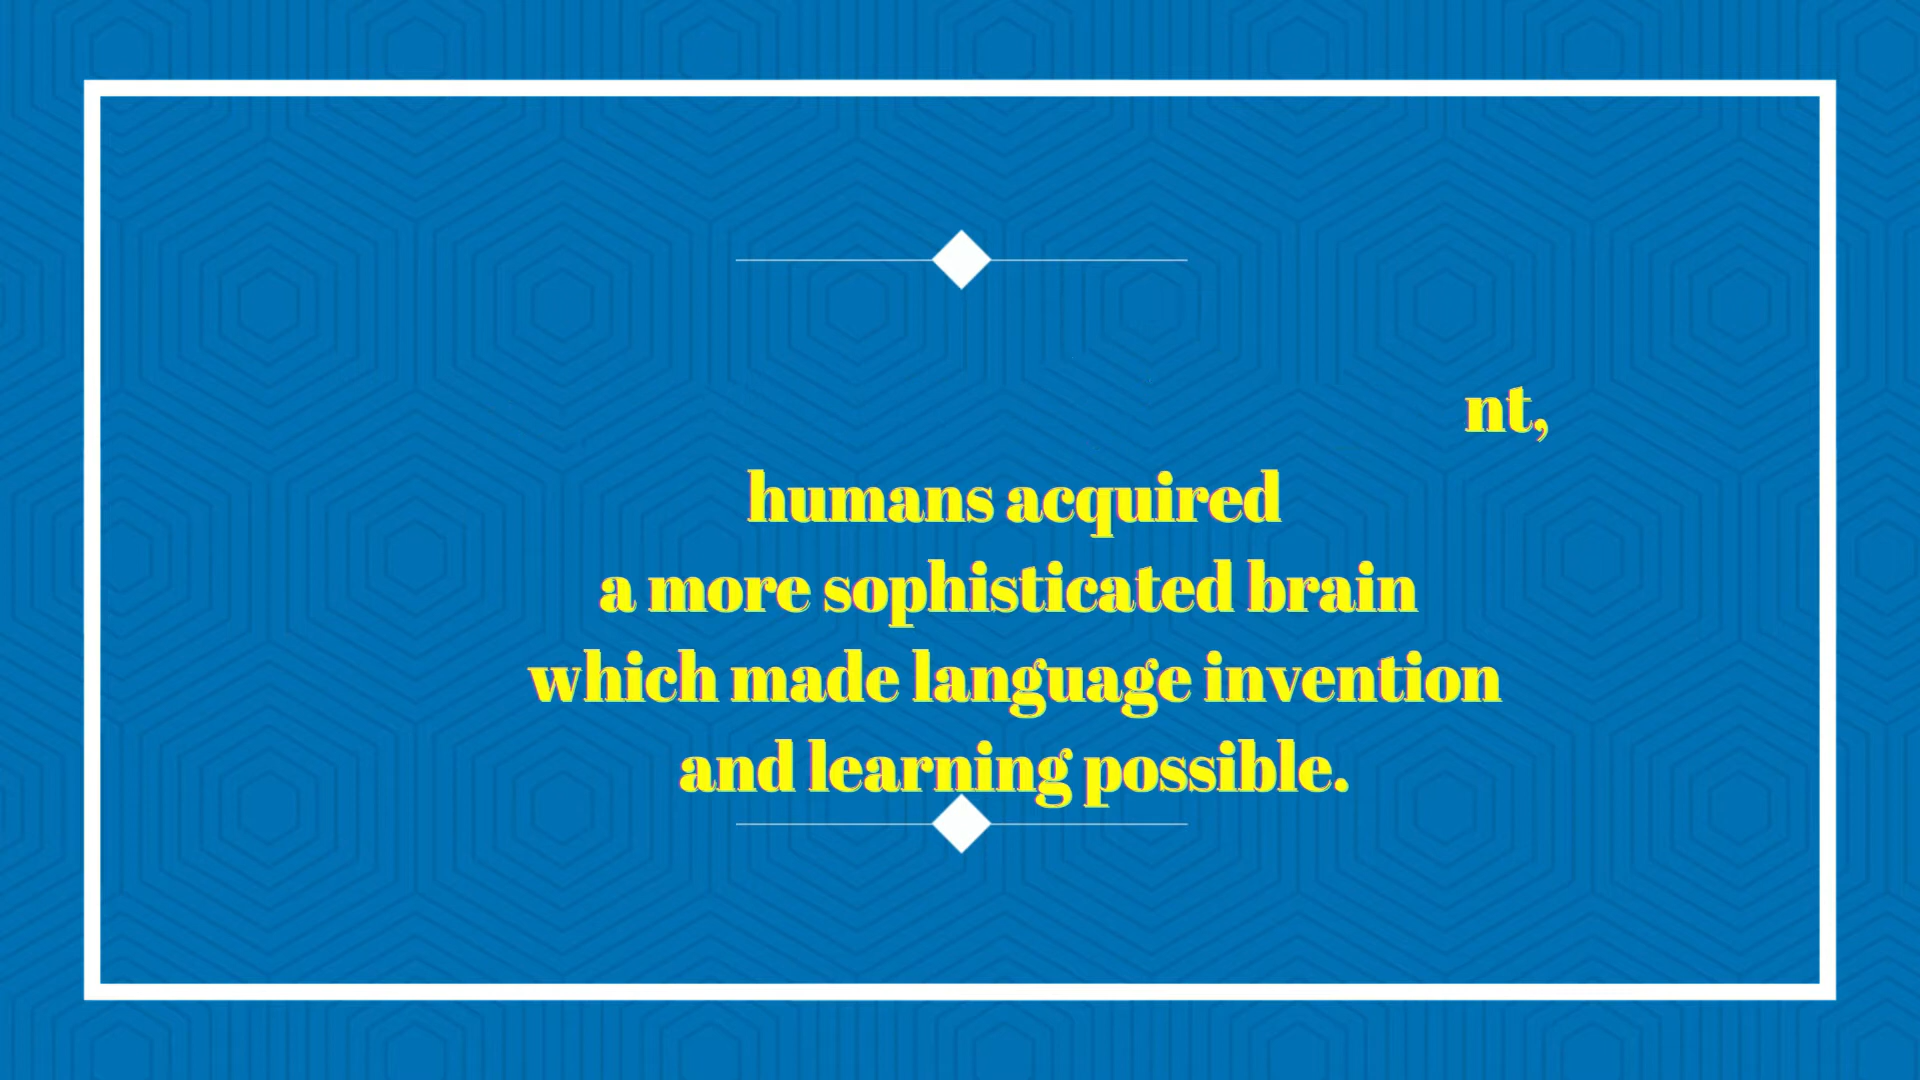 nt,
humans acquired
a more sophisticated brain
which made language invention
and learning possible.